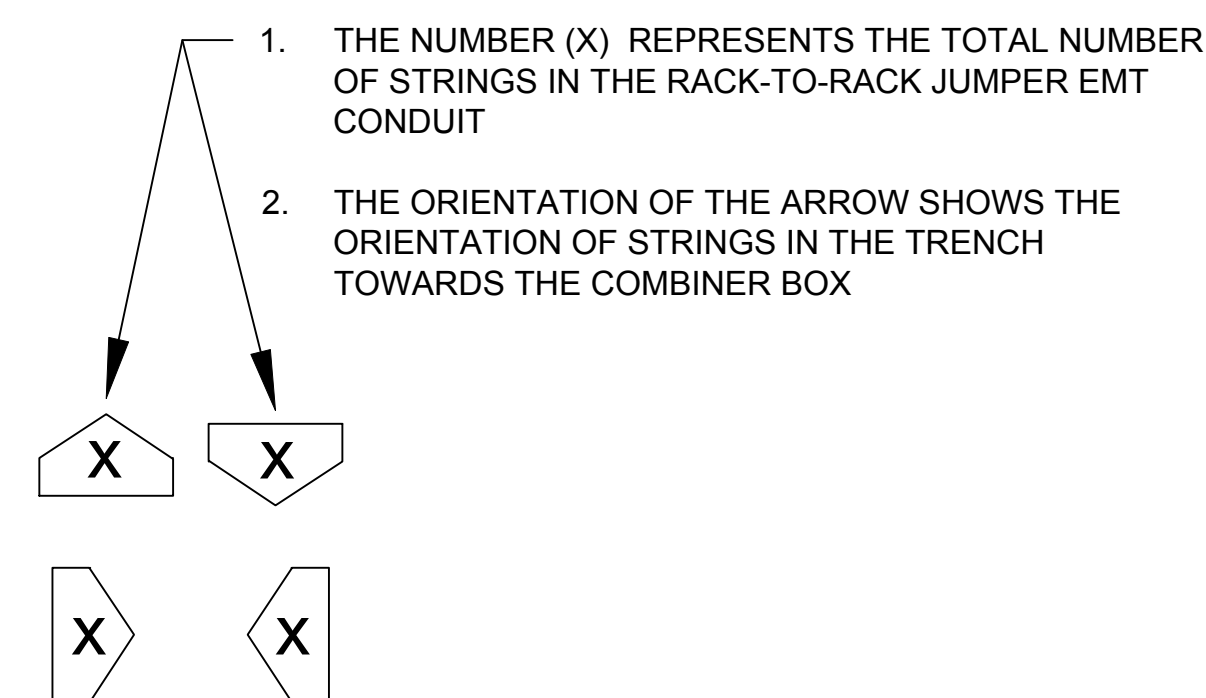 1. THE NUMBER (X) REPRESENTS THE TOTAL NUMBER
OF STRINGS IN THE RACK-TO-RACK JUMPER EMT
CONDUIT
2. THE ORIENTATION OF THE ARROW SHOWS THE
ORIENTATION OF STRINGS IN THE TRENCH
TOWARDS THE COMBINER BOX
X X
X X